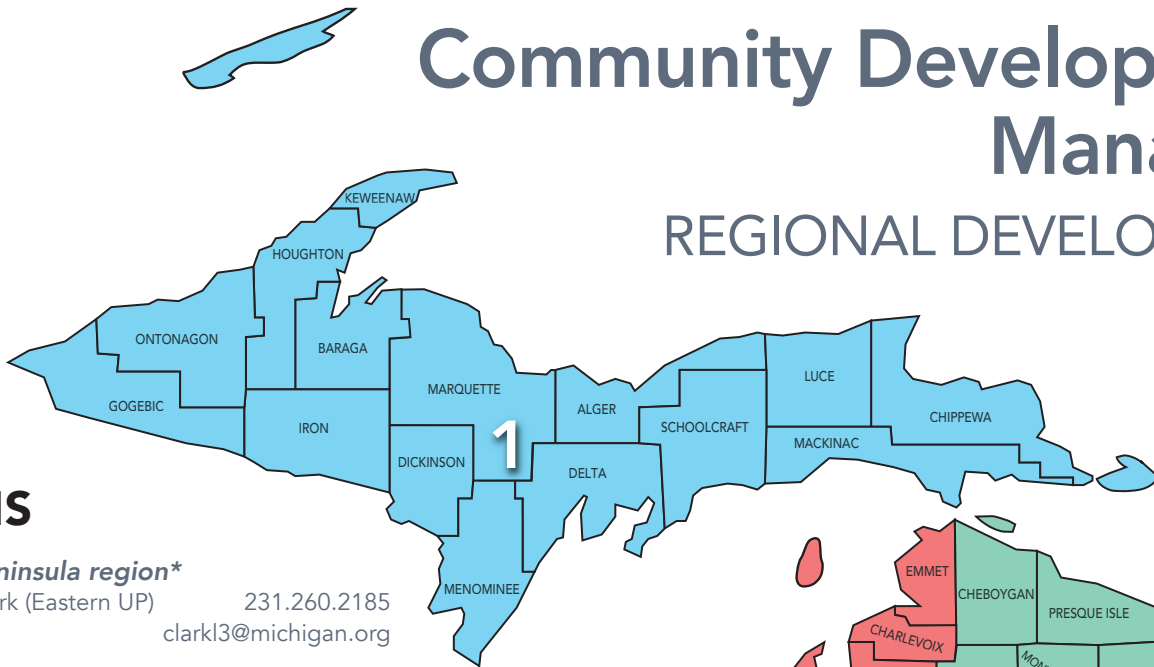 Community Develop
Mana
REGIONAL DEVELO
KEWEENAW
HOUGHTON
ONTONAGON
BARAGA
GOGEBIC
IRON
MARQUETTE
1
DICKINSON
ALGER
DELTA
SCHOOLCRAFT
LUCE
MACKINAC
CHIPPEWA
MENOMINEE
ns
ninsula region*
rk (Eastern UP) 231.260.2185
clarkl3@michigan.org
EMMET
CHEBOYGAN
PRESQUE ISLE
CHARLEVOIX
MON